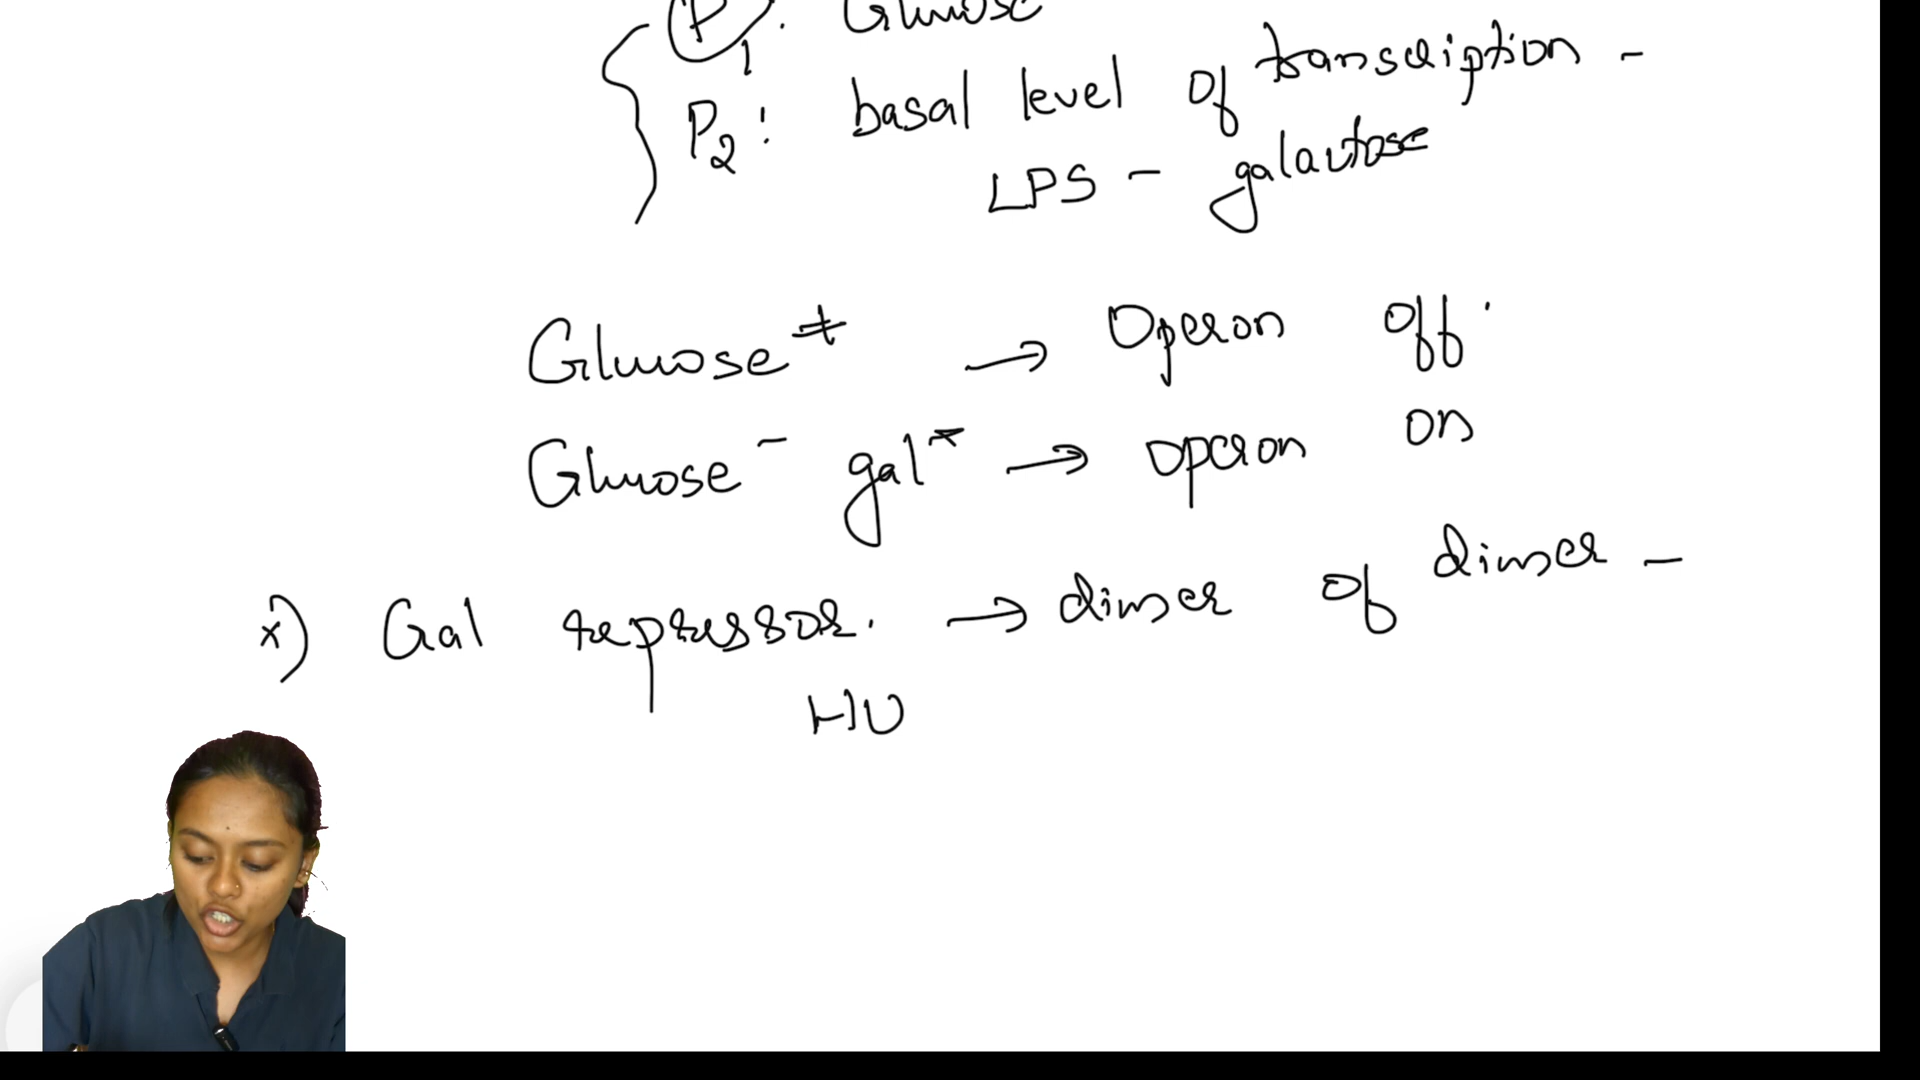 P1: Glucose
P2: basal level of transcription -
LPS - galactose
Glucose+ → Operon off.
Glucose- gal+ → operon on
x) Gal repressor. → dimer of dimer -
HU